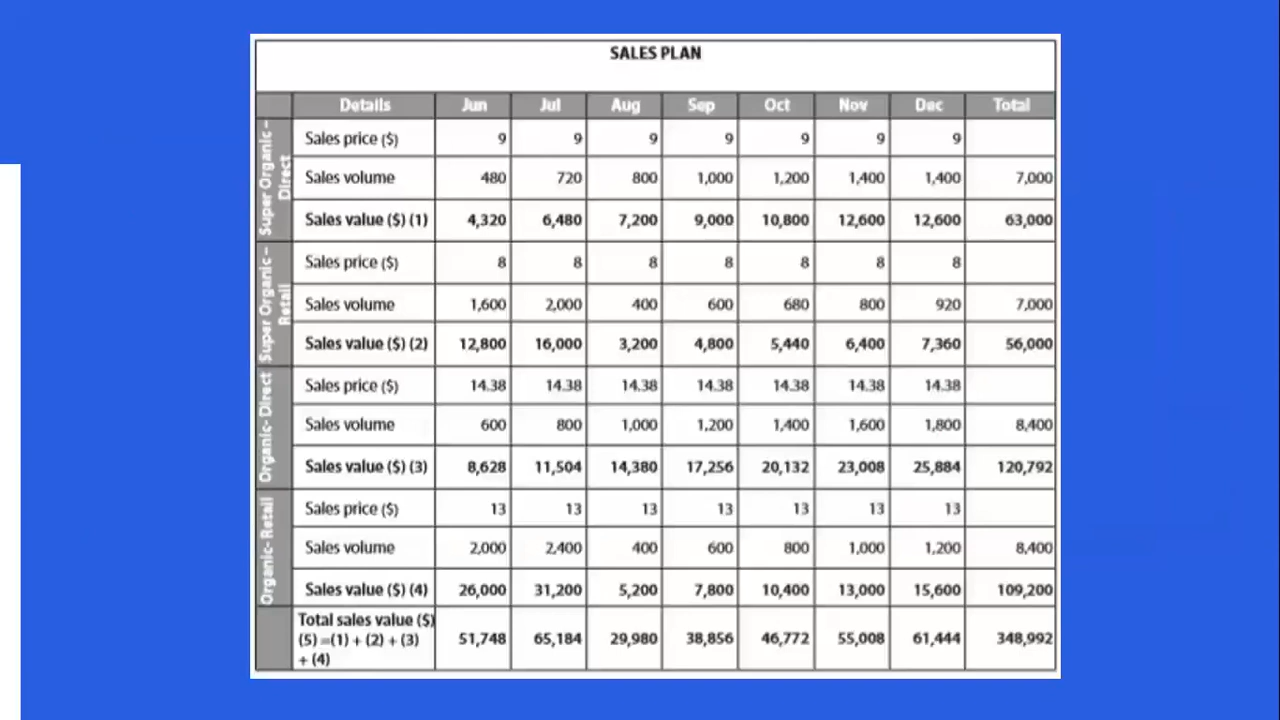 SALES PLAN
Details Jun Jul Aug Sep Oct Nov Dec Total
Super Organic – Direct
Sales price ($) 9 9 9 9 9 9 9
Sales volume 480 720 800 1,000 1,200 1,400 1,400 7,000
Sales value ($) (1) 4,320 6,480 7,200 9,000 10,800 12,600 12,600 63,000
Super Organic – Retail
Sales price ($) 8 8 8 8 8 8 8
Sales volume 1,600 2,000 400 600 680 800 920 7,000
Sales value ($) (2) 12,800 16,000 3,200 4,800 5,440 6,400 7,360 56,000
Organic- Direct
Sales price ($) 14.38 14.38 14.38 14.38 14.38 14.38 14.38
Sales volume 600 800 1,000 1,200 1,400 1,600 1,800 8,400
Sales value ($) (3) 8,628 11,504 14,380 17,256 20,132 23,008 25,884 120,792
Organic- Retail
Sales price ($) 13 13 13 13 13 13 13
Sales volume 2,000 2,400 400 600 800 1,000 1,200 8,400
Sales value ($) (4) 26,000 31,200 5,200 7,800 10,400 13,000 15,600 109,200
Total sales value ($)
(5) =(1) + (2) + (3)
+ (4)
51,748 65,184 29,980 38,856 46,772 55,008 61,444 348,992